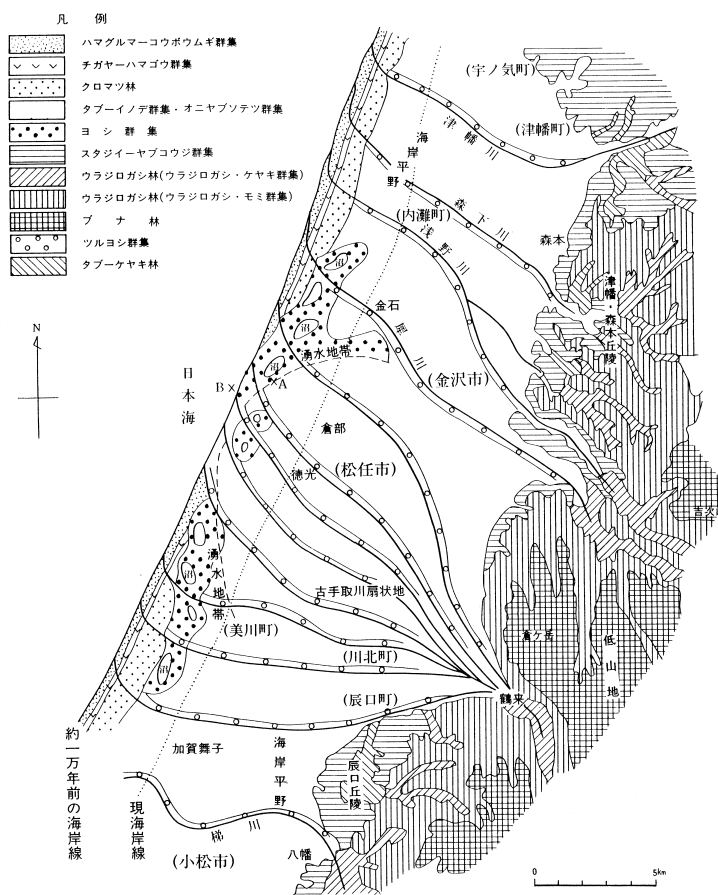 凡 例
ハマグルマーコウボウムギ群集
チガヤーハマゴウ群集
クロマツ林
タブーイノデ群集・オニヤブソテツ群集
ヨシ群集
スタジイーヤブコウジ群集
ウラジロガシ林(ウラジロガシ・ケヤキ群集)
ウラジロガシ林(ウラジロガシ・モミ群集)
ブナ林
ツルヨシ群集
タブーケヤキ林
N
日本海
(宇ノ気町)
(津幡町)
津幡川
海岸平野
(内灘町)
森下川
森本
浅野川
津幡・森本丘陵
沼
金石
犀川
沼
湧水地帯
(金沢市)
沼
A
B
倉部
徳光
(松任市)
湧水地帯
沼
古手取川扇状地
倉ケ岳
低山地
(美川町)
(川北町)
沼
(辰口町)
鶴来
加賀舞子
海岸平野
辰口丘陵
約一万年前の海岸線
現海岸線
梯川
(小松市)
八幡
0 5km